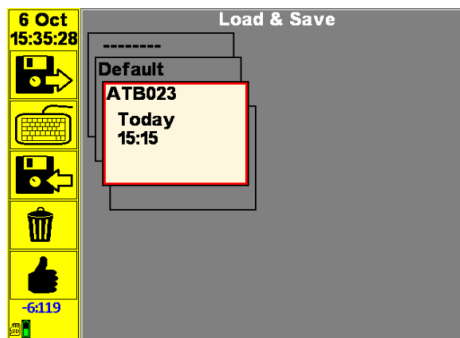 6 Oct
15:35:28
Load & Save
--------
Default
ATB023
Today
15:15
-6:119